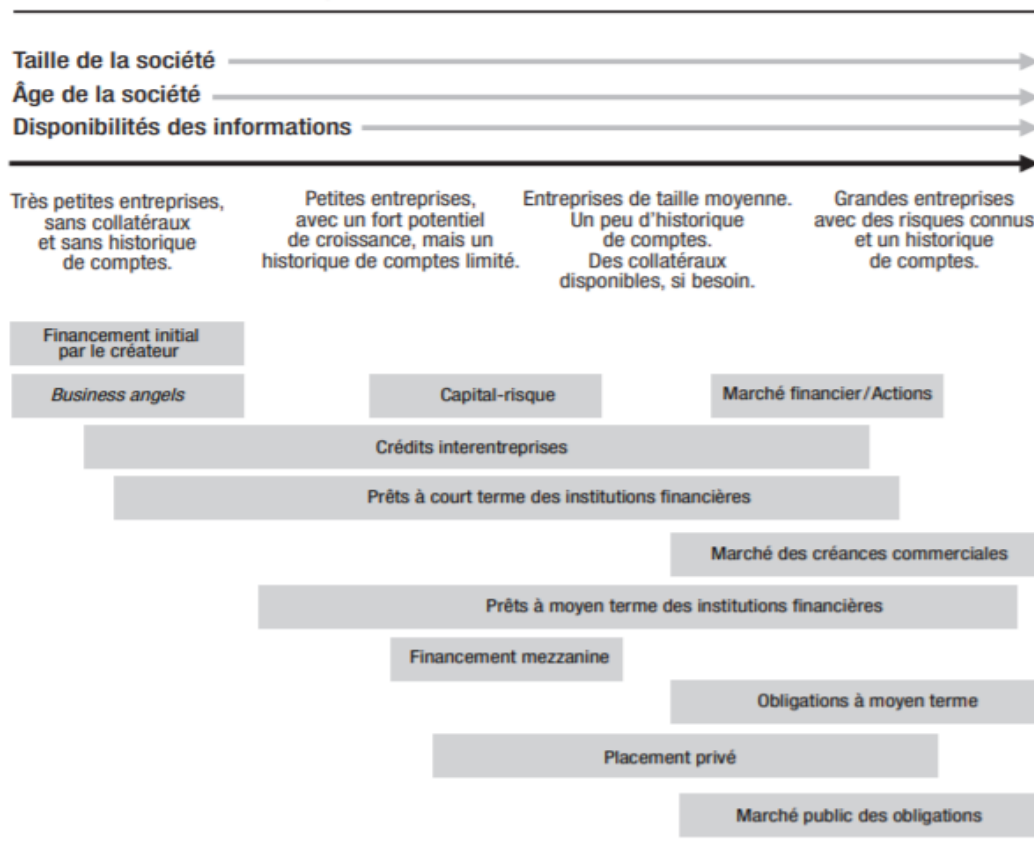 Taille de la société
Âge de la société
Disponibilités des informations
Très petites entreprises,
sans collatéraux
et sans historique
de comptes.
Petites entreprises,
avec un fort potentiel
de croissance, mais un
historique de comptes limité.
Entreprises de taille moyenne.
Un peu d'historique
de comptes.
Des collatéraux
disponibles, si besoin.
Grandes entreprises
avec des risques connus
et un historique
de comptes.
Financement initial
par le créateur
Business angels
Capital-risque
Marché financier/Actions
Crédits interentreprises
Prêts à court terme des institutions financières
Marché des créances commerciales
Prêts à moyen terme des institutions financières
Financement mezzanine
Obligations à moyen terme
Placement privé
Marché public des obligations